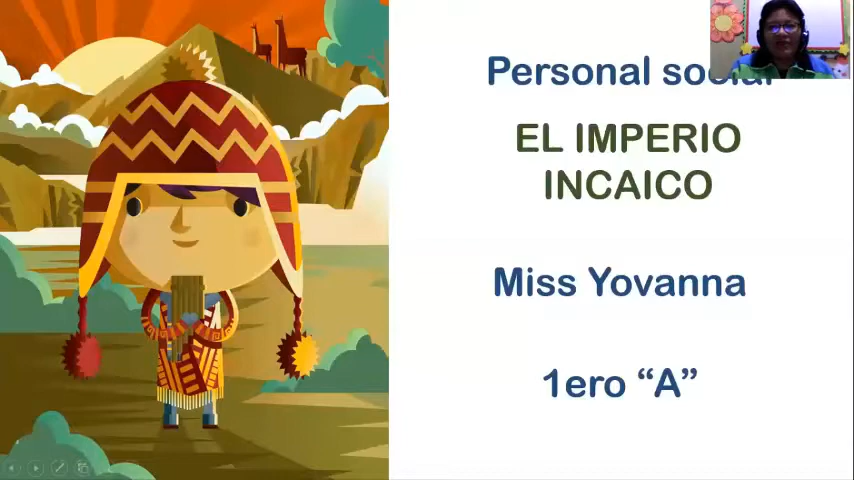 Personal social
EL IMPERIO
INCAICO
Miss Yovanna
1ero “A”